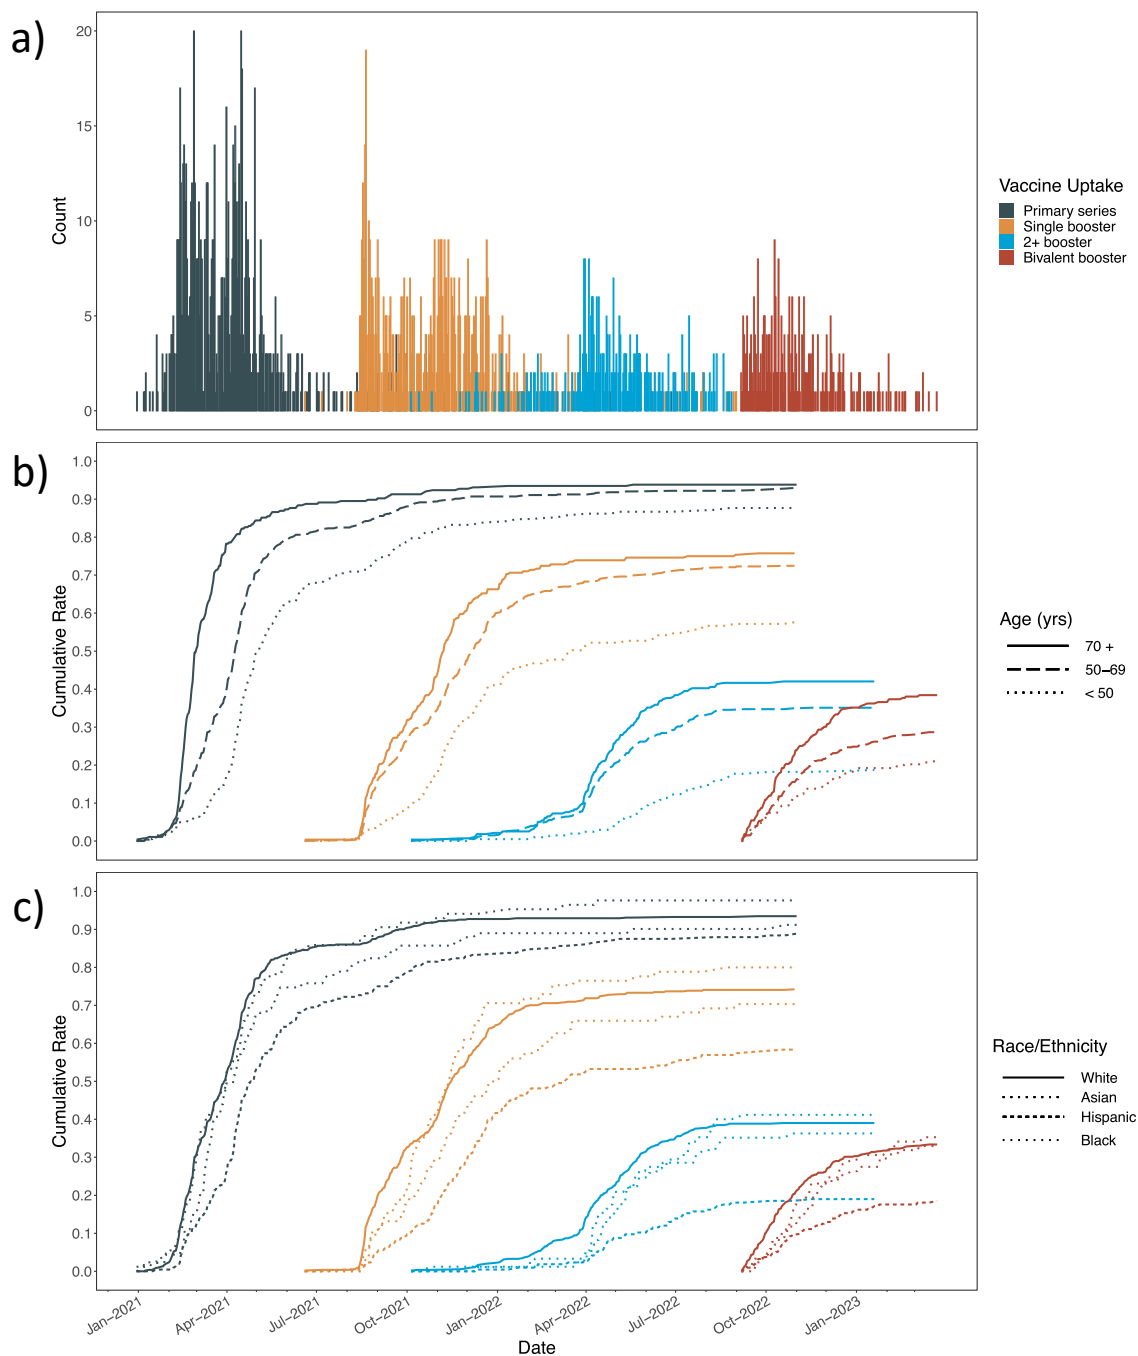 a)
20
15
10
5
0
Count
Vaccine Uptake
Primary series
Single booster
2+ booster
Bivalent booster
b)
1.0
0.9
0.8
0.7
0.6
0.5
0.4
0.3
0.2
0.1
0.0
Cumulative Rate
Age (yrs)
70 +
50–69
< 50
c)
1.0
0.9
0.8
0.7
0.6
0.5
0.4
0.3
0.2
0.1
0.0
Cumulative Rate
Race/Ethnicity
White
Asian
Hispanic
Black
Jan–2021
Apr–2021
Jul–2021
Oct–2021
Jan–2022
Apr–2022
Jul–2022
Oct–2022
Jan–2023
Date